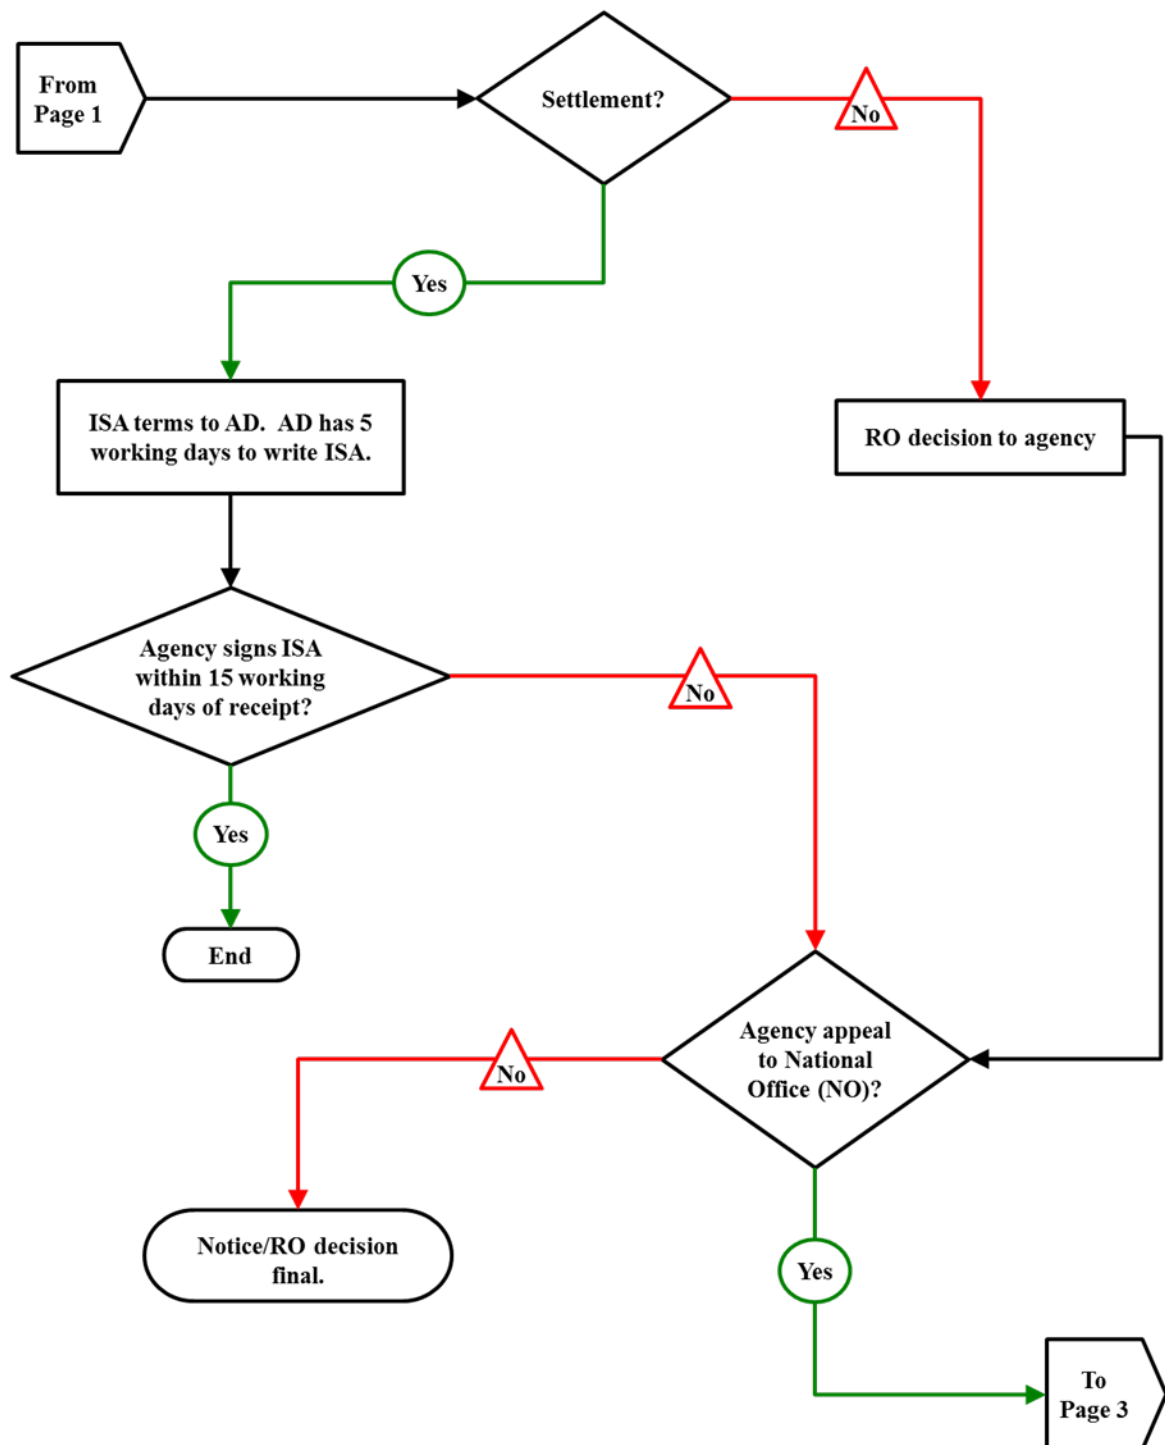 From
Page 1
Settlement?
No
Yes
ISA terms to AD.  AD has 5
working days to write ISA.
RO decision to agency
Agency signs ISA
within 15 working
days of receipt?
No
Yes
End
Agency appeal
to National
Office (NO)?
No
Notice/RO decision
final.
Yes
To
Page 3